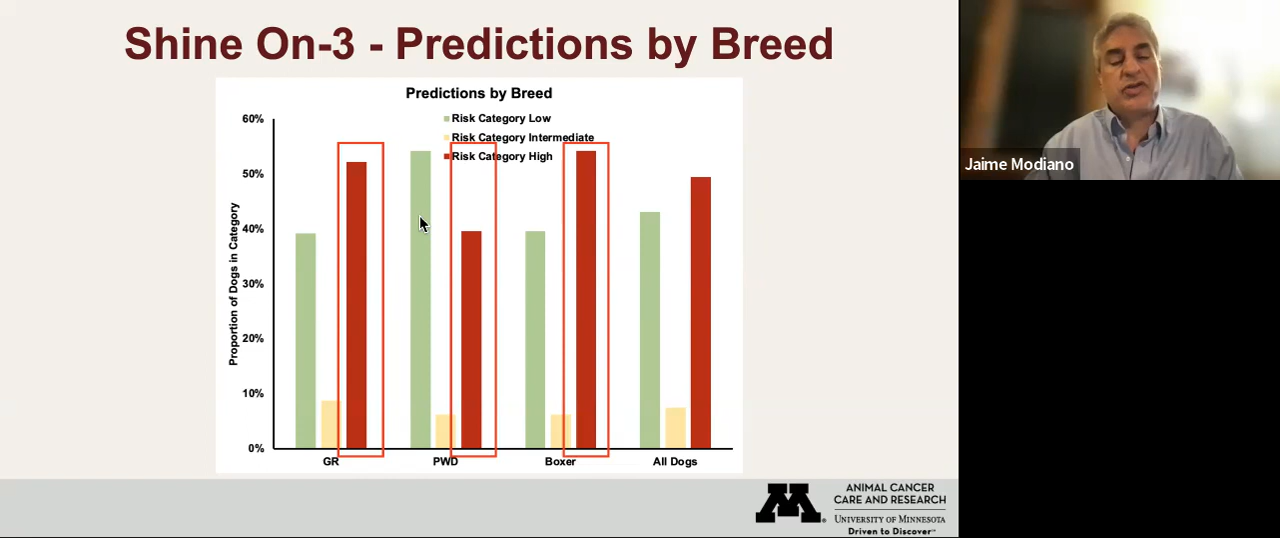 Shine On-3 - Predictions by Breed
Predictions by Breed
Risk Category Low
Risk Category Intermediate
Risk Category High
60%
50%
40%
30%
20%
10%
0%
Proportion of Dogs in Category
GR
PWD
Boxer
All Dogs
Jaime Modiano
ANIMAL CANCER
CARE AND RESEARCH
UNIVERSITY OF MINNESOTA
Driven to Discover℠